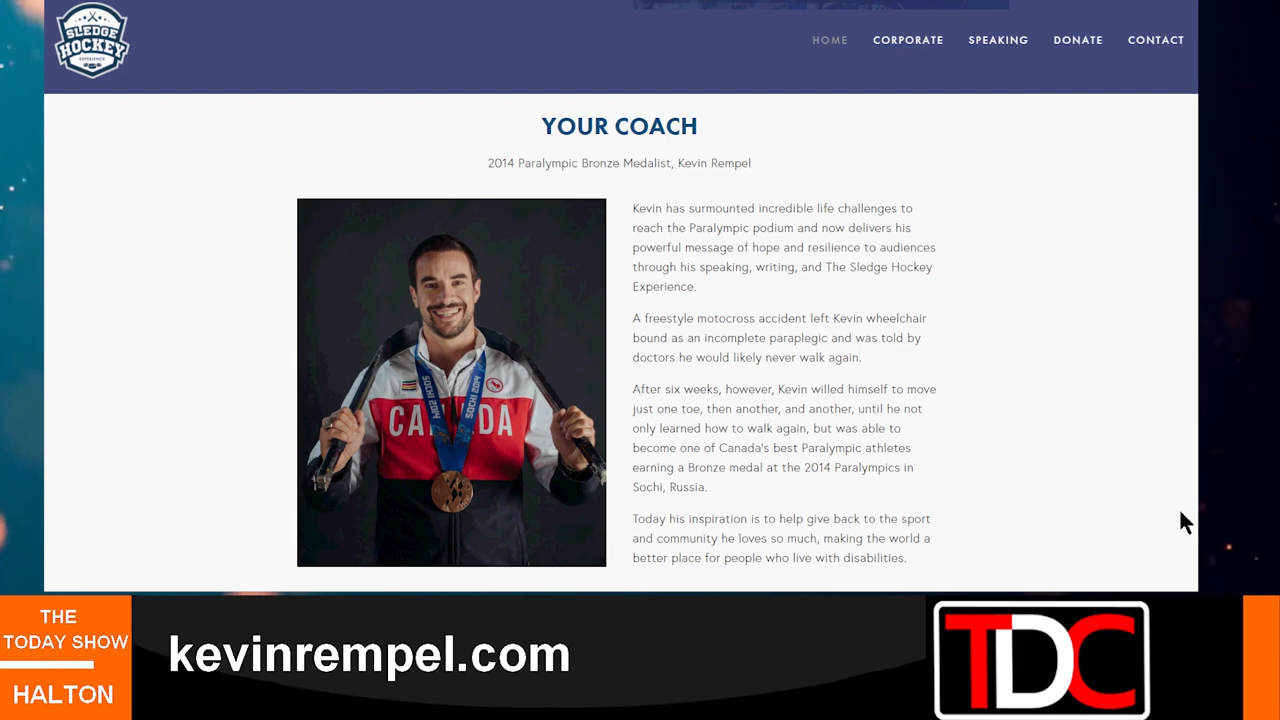 SLEDGE
HOCKEY
EXPERIENCE
HOME CORPORATE SPEAKING DONATE CONTACT
YOUR COACH
2014 Paralympic Bronze Medalist, Kevin Rempel
Kevin has surmounted incredible life challenges to
reach the Paralympic podium and now delivers his
powerful message of hope and resilience to audiences
through his speaking, writing, and The Sledge Hockey
Experience.
A freestyle motocross accident left Kevin wheelchair
bound as an incomplete paraplegic and was told by
doctors he would likely never walk again.
After six weeks, however, Kevin willed himself to move
just one toe, then another, and another, until he not
only learned how to walk again, but was able to
become one of Canada's best Paralympic athletes
earning a Bronze medal at the 2014 Paralympics in
Sochi, Russia.
Today his inspiration is to help give back to the sport
and community he loves so much, making the world a
better place for people who live with disabilities.
SOCHI 2014
SOCHI 2014
CANADA
THE
TODAY SHOW
HALTON
kevinrempel.com
TDC